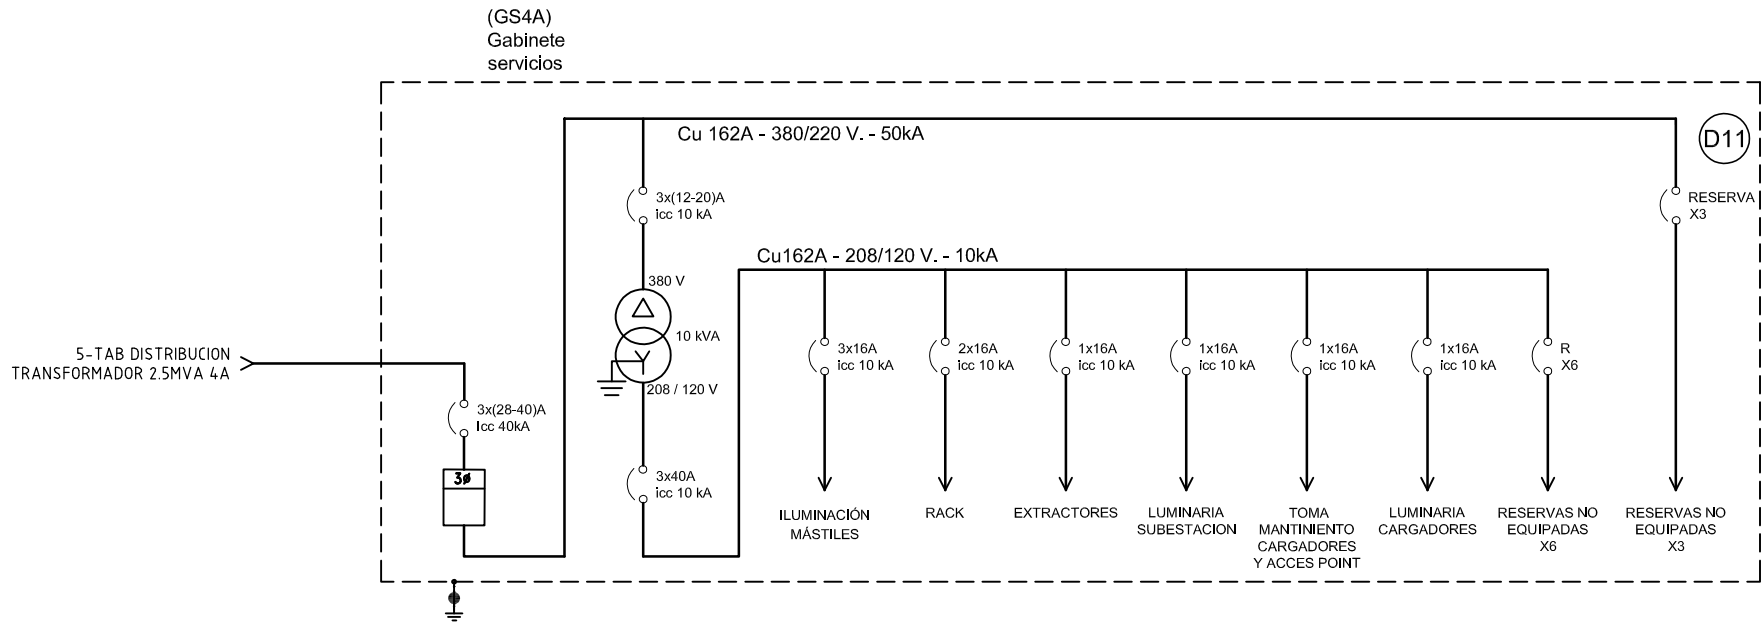 (GS4A)
Gabinete
servicios
Cu 162A - 380/220 V. - 50kA
D11
3x(12-20)A
icc 10 kA
RESERVA
X3
Cu162A - 208/120 V. - 10kA
380 V
10 kVA
208 / 120 V
5-TAB DISTRIBUCION
TRANSFORMADOR 2.5MVA 4A
3x(28-40)A
Icc 40kA
3ø
3x40A
icc 10 kA
3x16A
icc 10 kA
2x16A
icc 10 kA
1x16A
icc 10 kA
1x16A
icc 10 kA
1x16A
icc 10 kA
1x16A
icc 10 kA
R
X6
ILUMINACIÓN
MÁSTILES
RACK
EXTRACTORES
LUMINARIA
SUBESTACION
TOMA
MANTINIENTO
CARGADORES
Y ACCES POINT
LUMINARIA
CARGADORES
RESERVAS NO
EQUIPADAS
X6
RESERVAS NO
EQUIPADAS
X3